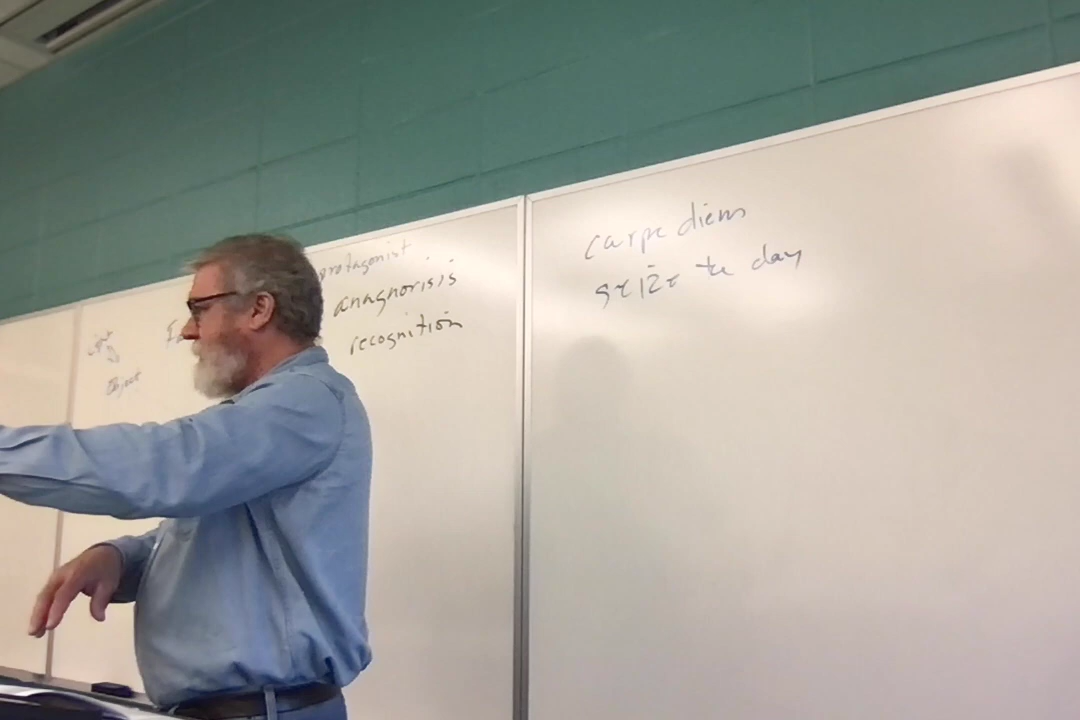 protagonist
anagnorisis
recognition
carpe diem
seize the day
Object